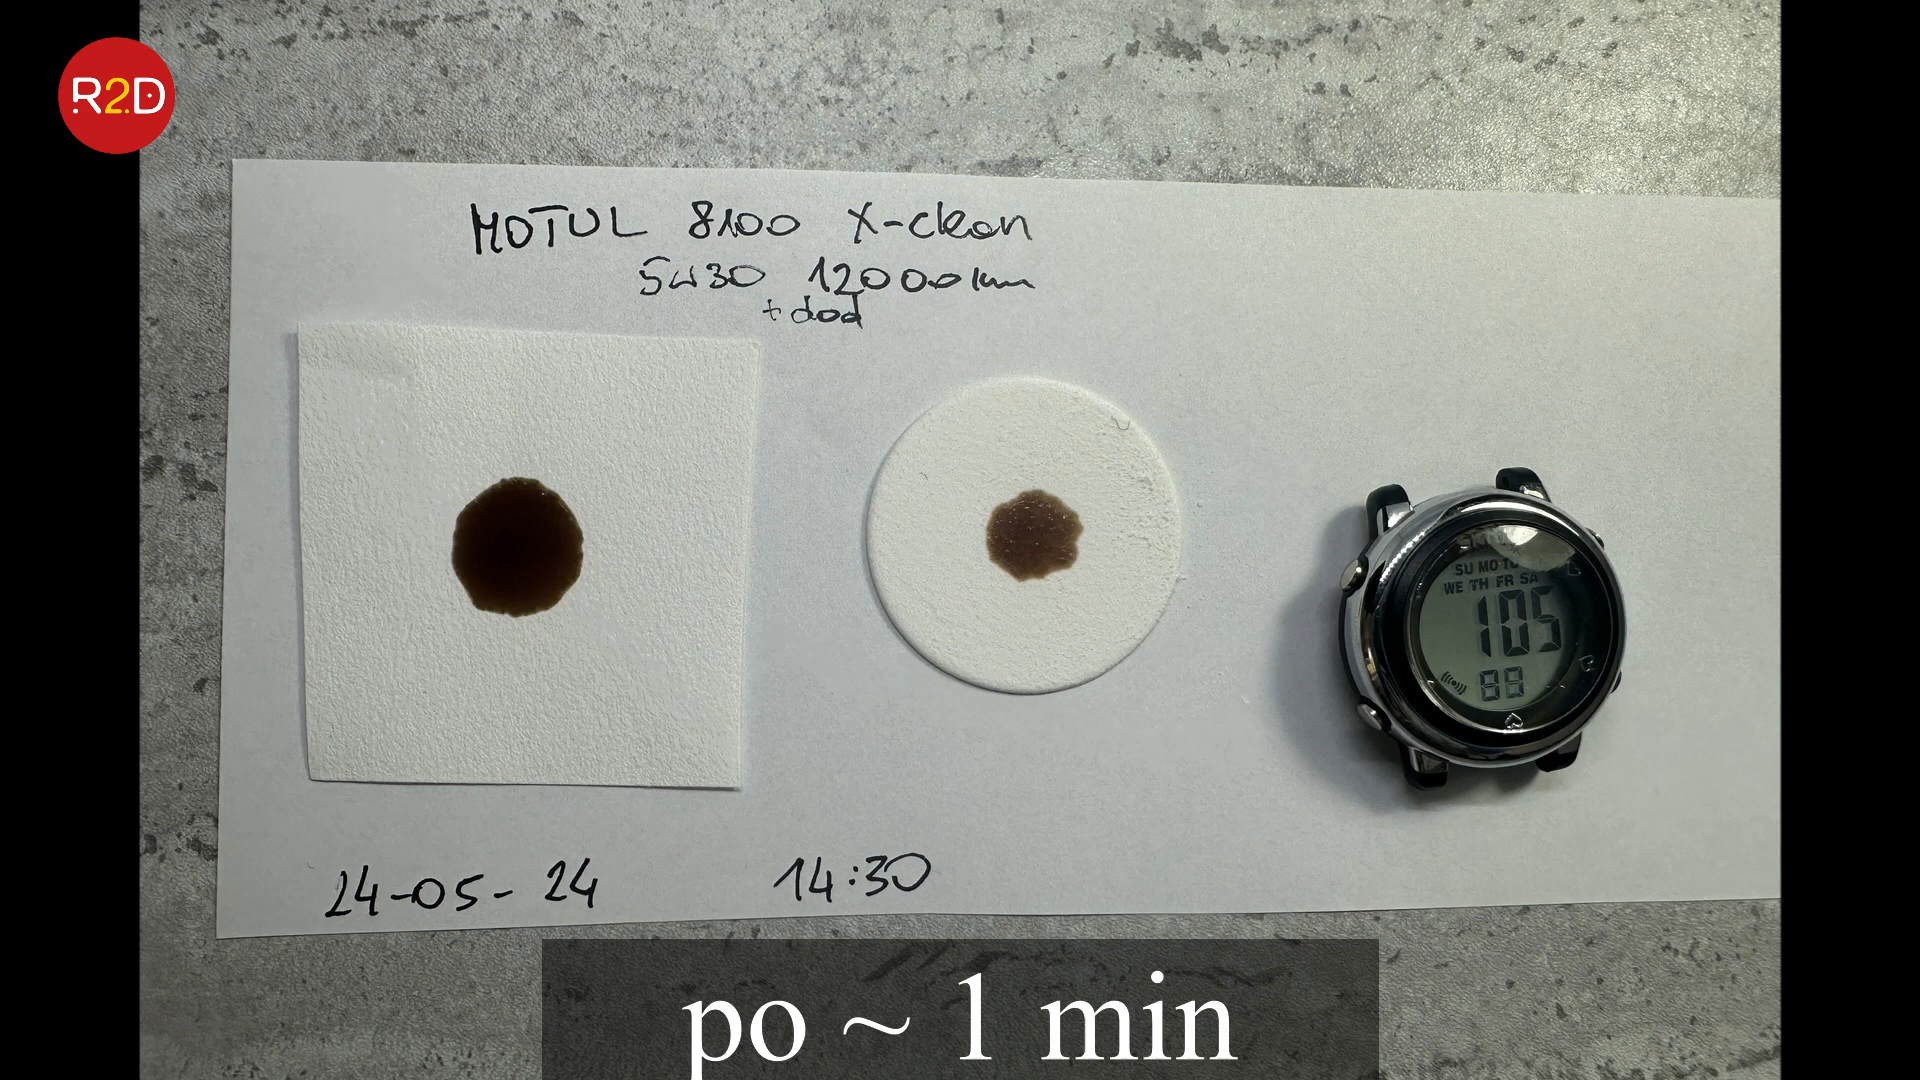 R2D
MOTUL 8100 X-clean
5w30 12000km
+dod
SU MO TU
WE TH FR SA
105
88
24-05-24 14:30
po ~ 1 min